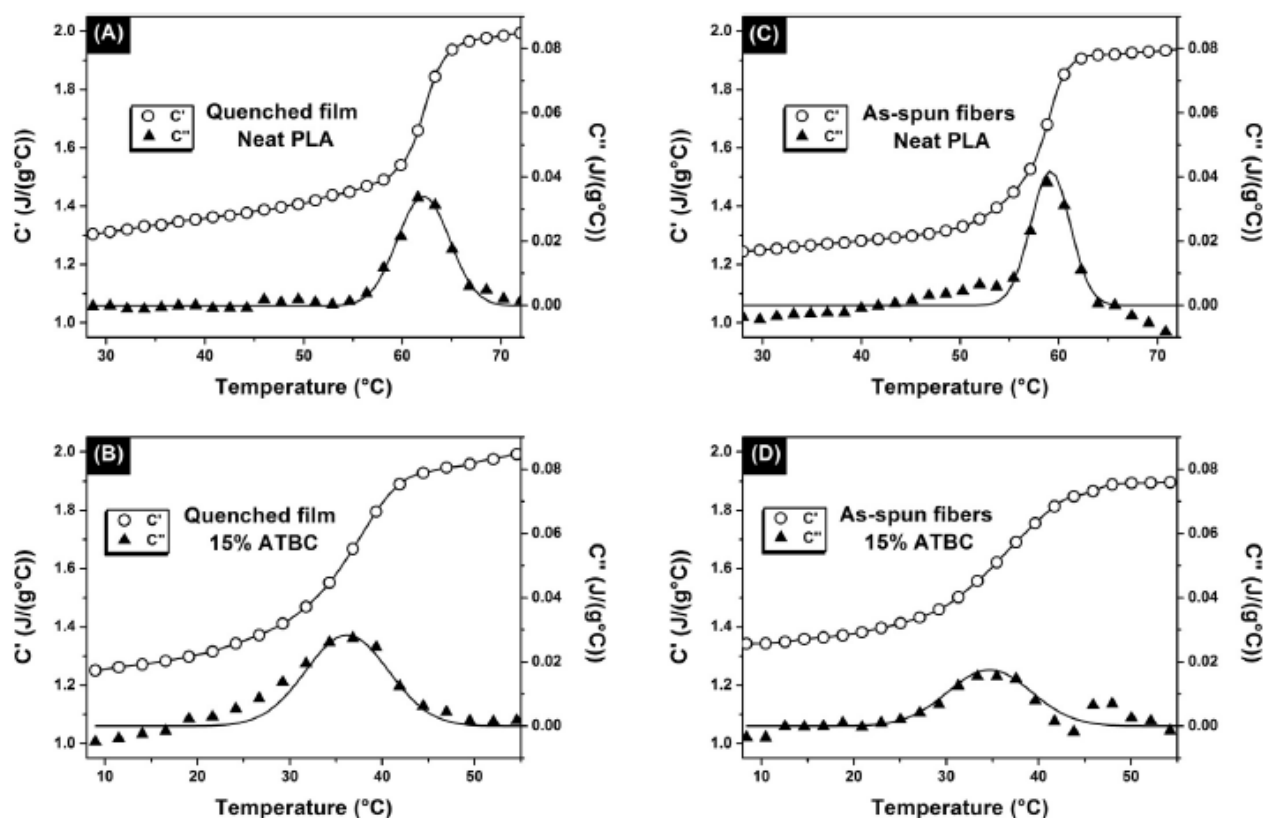 (A)
2.0
1.8
1.6
1.4
1.2
1.0
C' (J/(g°C))
C'
C''
Quenched film
Neat PLA
0.08
0.06
0.04
0.02
0.00
C'' (J/(g°C))
30 40 50 60 70
Temperature (°C)
(C)
2.0
1.8
1.6
1.4
1.2
1.0
C' (J/(g°C))
C'
C''
As-spun fibers
Neat PLA
0.08
0.06
0.04
0.02
0.00
C'' (J/(g°C))
30 40 50 60 70
Temperature (°C)
(B)
2.0
1.8
1.6
1.4
1.2
1.0
C' (J/(g°C))
C'
C''
Quenched film
15% ATBC
0.08
0.06
0.04
0.02
0.00
C'' (J/(g°C))
10 20 30 40 50
Temperature (°C)
(D)
2.0
1.8
1.6
1.4
1.2
1.0
C' (J/(g°C))
C'
C''
As-spun fibers
15% ATBC
0.08
0.06
0.04
0.02
0.00
C'' (J/(g°C))
10 20 30 40 50
Temperature (°C)